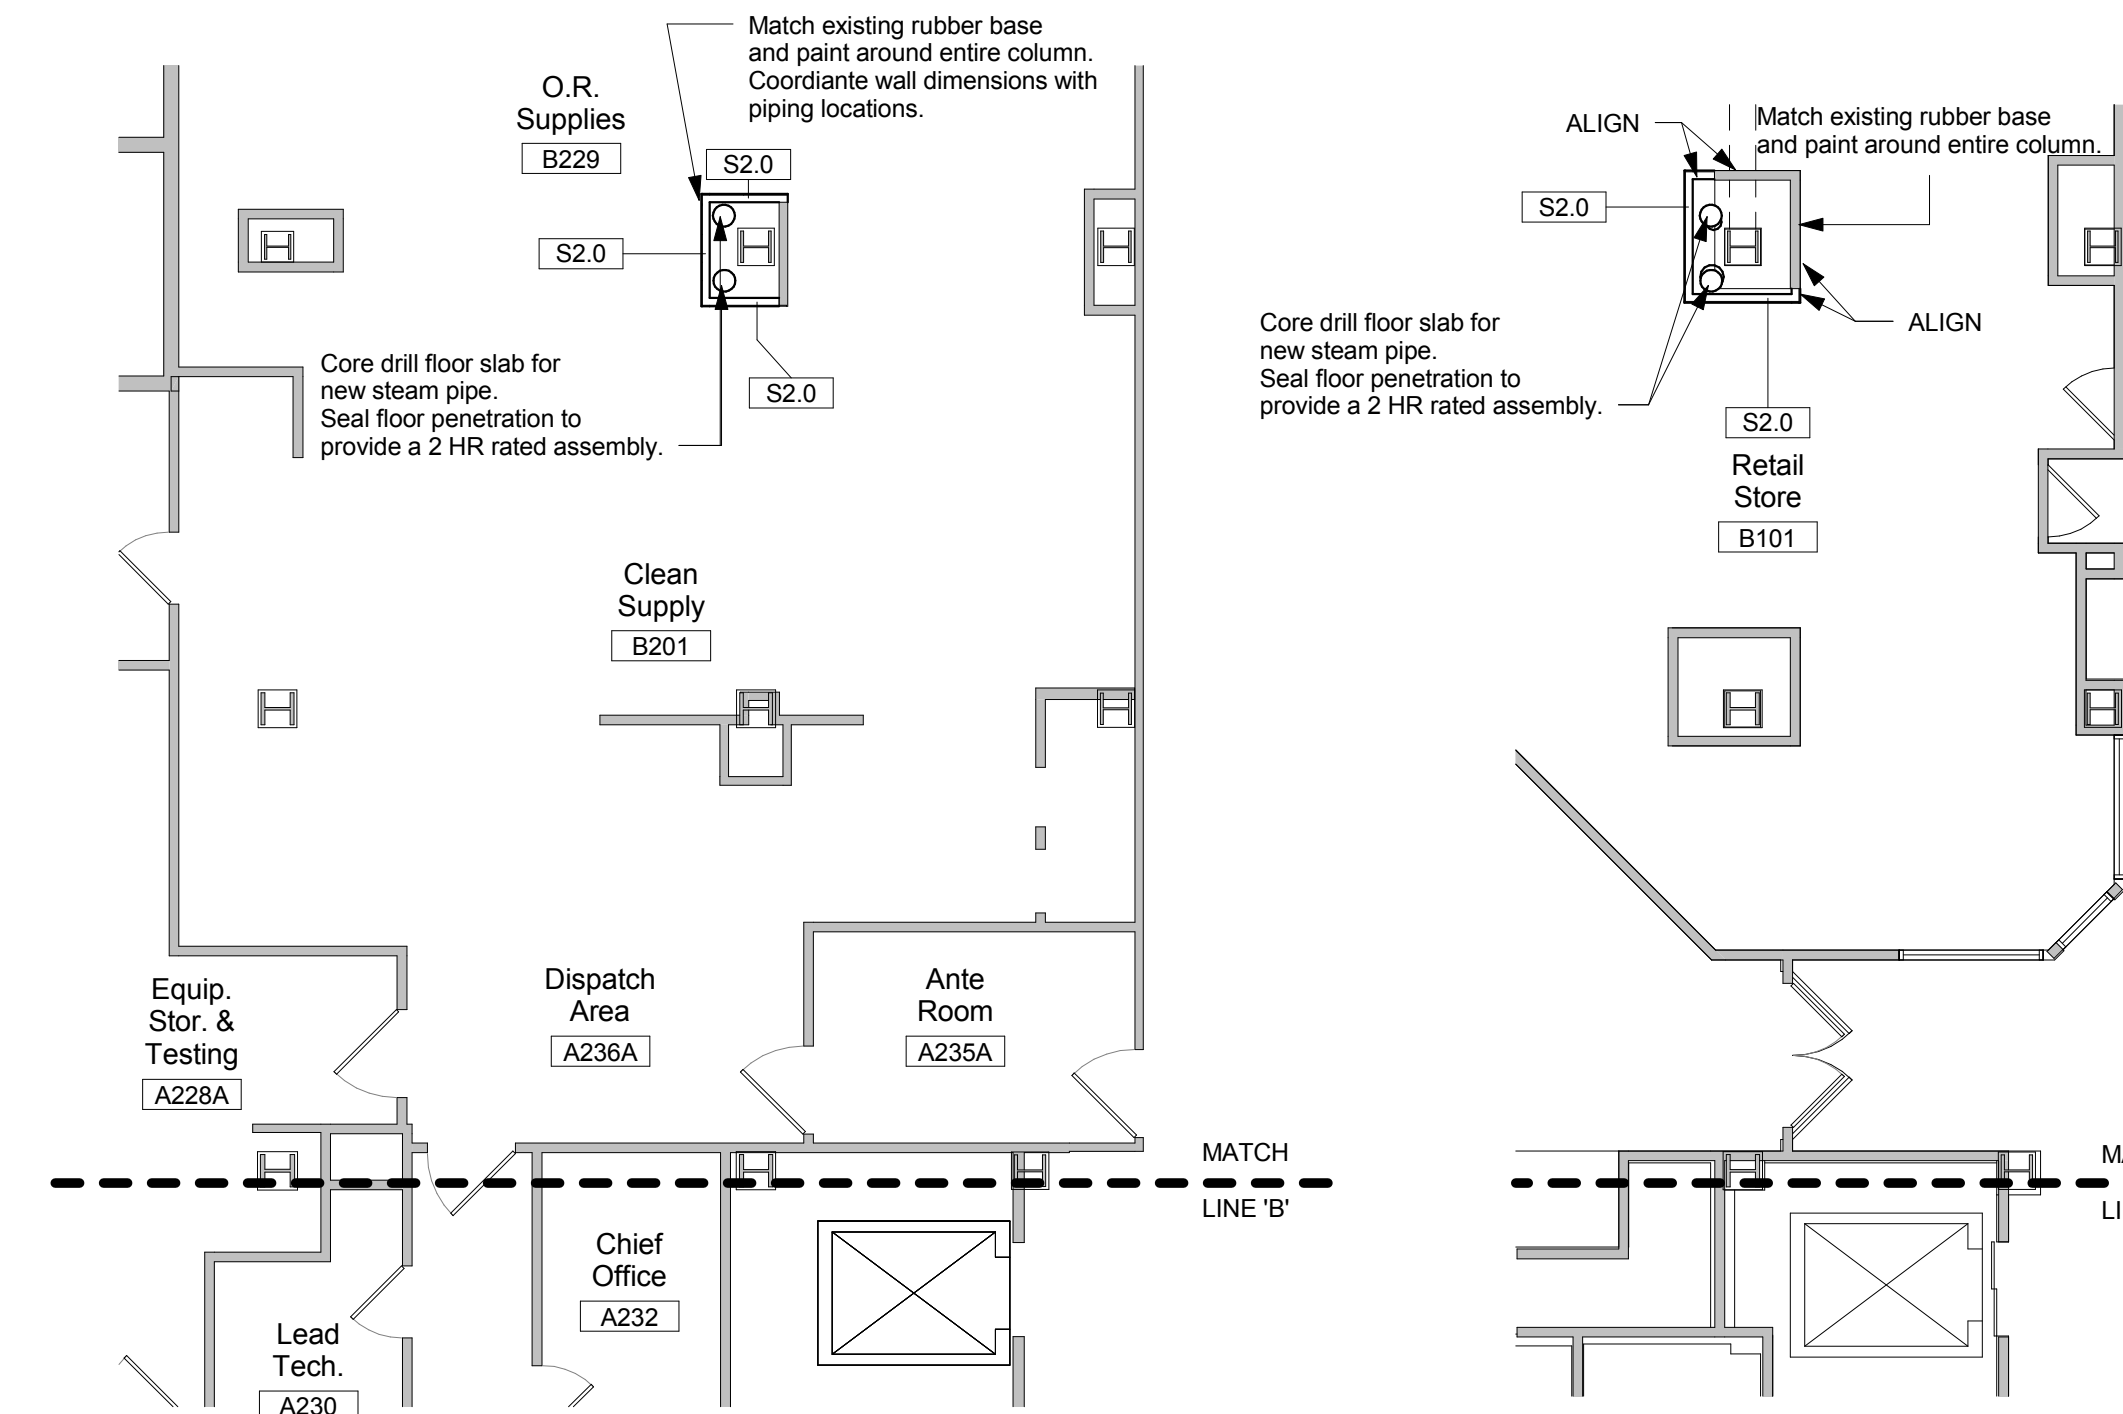 Match existing rubber base
and paint around entire column.
Coordiante wall dimensions with
piping locations.
O.R.
Supplies
B229
S2.0
S2.0
Core drill floor slab for
new steam pipe.
Seal floor penetration to
provide a 2 HR rated assembly.
S2.0
Clean
Supply
B201
Equip.
Stor. &
Testing
A228A
Dispatch
Area
A236A
Ante
Room
A235A
MATCH
LINE 'B'
Chief
Office
A232
Lead
Tech.
A230
ALIGN
Match existing rubber base
and paint around entire column.
S2.0
Core drill floor slab for
new steam pipe.
Seal floor penetration to
provide a 2 HR rated assembly.
ALIGN
S2.0
Retail
Store
B101